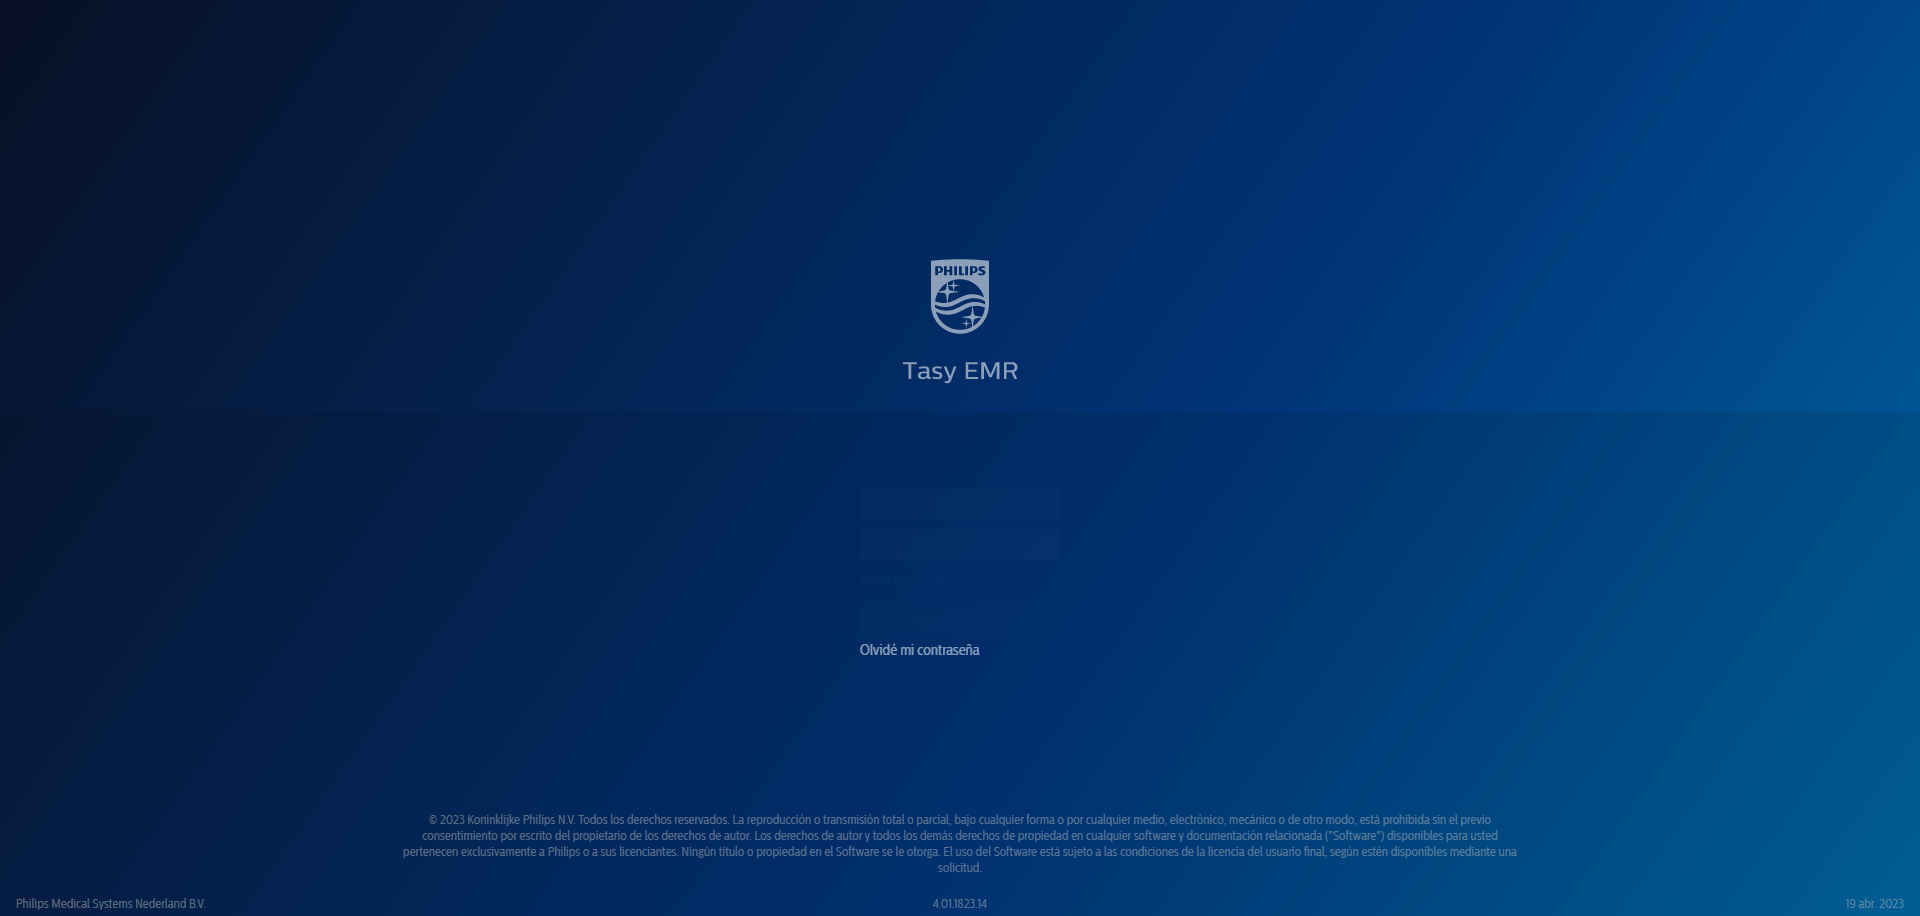 PHILIPS
Tasy EMR
Olvidé mi contraseña
© 2023 Koninklijke Philips N.V. Todos los derechos reservados. La reproducción o transmisión total o parcial, bajo cualquier forma o por cualquier medio, electrónico, mecánico o de otro modo, está prohibida sin el previo
consentimiento por escrito del propietario de los derechos de autor. Los derechos de autor y todos los demás derechos de propiedad en cualquier software y documentación relacionada ("Software") disponibles para usted
pertenecen exclusivamente a Philips o a sus licenciantes. Ningún título o propiedad en el Software se le otorga. El uso del Software está sujeto a las condiciones de la licencia del usuario final, según estén disponibles mediante una
solicitud.
Philips Medical Systems Nederland B.V.
4.01.1823.14
19 abr. 2023